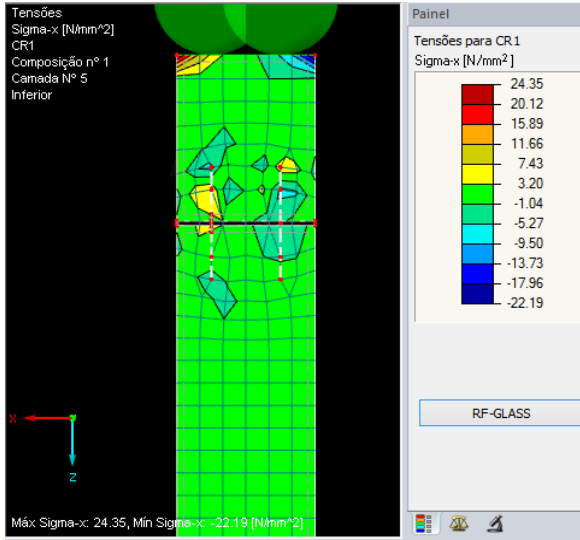 Tensões
Sigma-x [N/mm^2]
CR1
Composição nº 1
Camada Nº 5
Inferior
X
Z
Máx Sigma-x: 24.35, Mín Sigma-x: -22.19 [N/mm^2]
Painel
Tensões para CR1
Sigma-x [N/mm²]
24.35
20.12
15.89
11.66
7.43
3.20
-1.04
-5.27
-9.50
-13.73
-17.96
-22.19
RF-GLASS